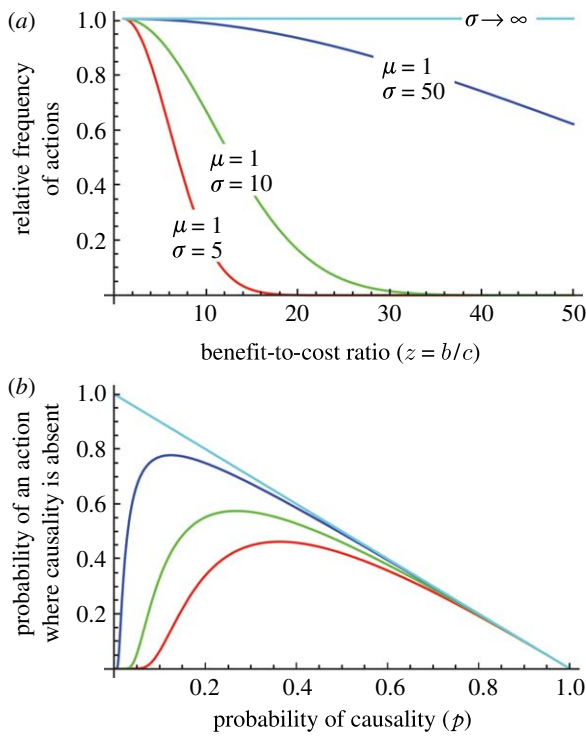 (a)
1.0
0.8
0.6
0.4
0.2
relative frequency
of actions
σ → ∞
μ = 1
σ = 50
μ = 1
σ = 10
μ = 1
σ = 5
10 20 30 40 50
benefit-to-cost ratio (z = b/c)
(b)
1.0
0.8
0.6
0.4
0.2
probability of an action
where causality is absent
0.2 0.4 0.6 0.8 1.0
probability of causality (p)